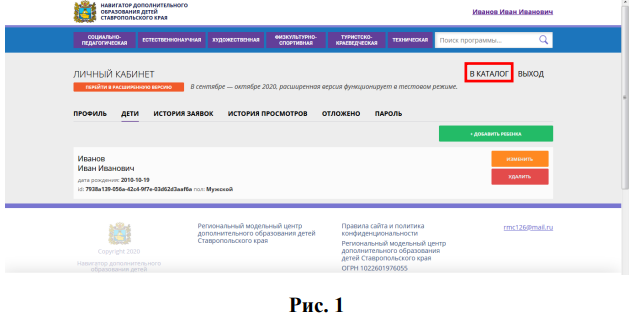 НАВИГАТОР ДОПОЛНИТЕЛЬНОГО
ОБРАЗОВАНИЯ ДЕТЕЙ
СТАВРОПОЛЬСКОГО КРАЯ
Иванов Иван Иванович
СОЦИАЛЬНО-
ПЕДАГОГИЧЕСКАЯ
ЕСТЕСТВЕННОНАУЧНАЯ
ХУДОЖЕСТВЕННАЯ
ФИЗКУЛЬТУРНО-
СПОРТИВНАЯ
ТУРИСТСКО-
КРАЕВЕДЧЕСКАЯ
ТЕХНИЧЕСКАЯ
Поиск программы...
ЛИЧНЫЙ КАБИНЕТ
В КАТАЛОГ ВЫХОД
ПЕРЕЙТИ В РАСШИРЕННУЮ ВЕРСИЮ
В сентябре — октябре 2020, расширенная версия функционирует в тестовом режиме.
ПРОФИЛЬ ДЕТИ ИСТОРИЯ ЗАЯВОК ИСТОРИЯ ПРОСМОТРОВ ОТЛОЖЕНО ПАРОЛЬ
+ ДОБАВИТЬ РЕБЕНКА
Иванов
Иван Иванович
дата рождения: 2010-10-19
id: 7938a139-056a-42c4-9f7e-03d62d3aef6a пол: Мужской
ИЗМЕНИТЬ
УДАЛИТЬ
Copyright 2020
Навигатор дополнительного
образования детей
Региональный модельный центр
дополнительного образования детей
Ставропольского края
Правила сайта и политика
конфиденциальности
Региональный модельный центр
дополнительного образования
детей Ставропольского края
ОГРН 1022601976055
rmc126@mail.ru
Рис. 1